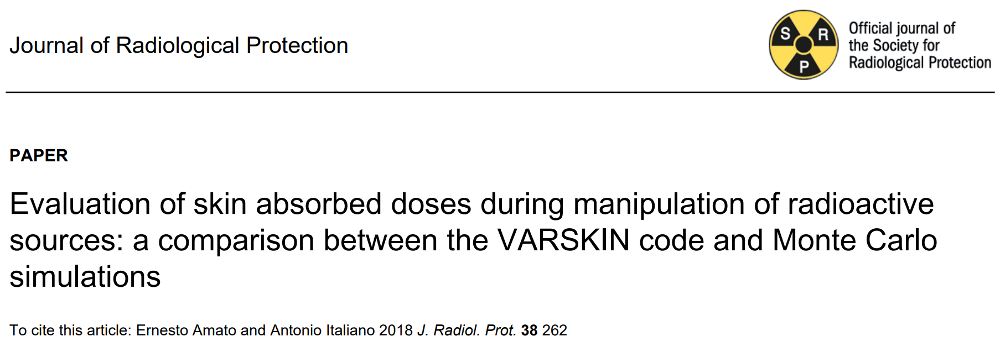 Journal of Radiological Protection
S R P
Official journal of
the Society for
Radiological Protection
PAPER
Evaluation of skin absorbed doses during manipulation of radioactive
sources: a comparison between the VARSKIN code and Monte Carlo
simulations
To cite this article: Ernesto Amato and Antonio Italiano 2018 J. Radiol. Prot. 38 262